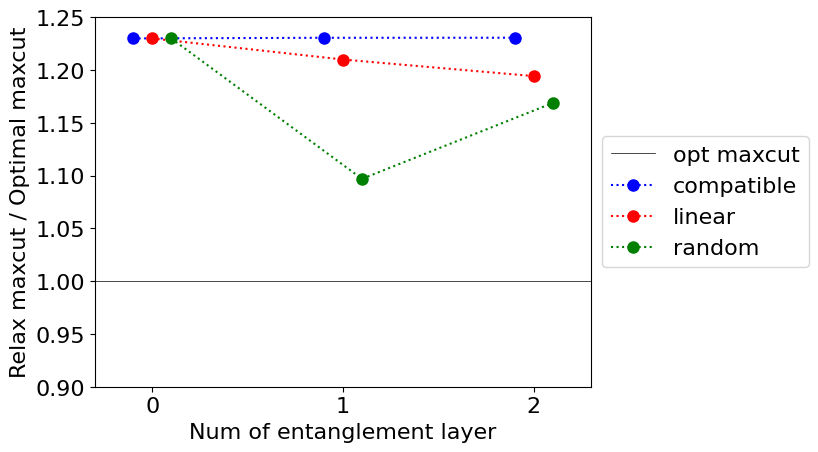 Relax maxcut / Optimal maxcut
1.25
1.20
1.15
1.10
1.05
1.00
0.95
0.90
0
1
2
Num of entanglement layer
opt maxcut
compatible
linear
random